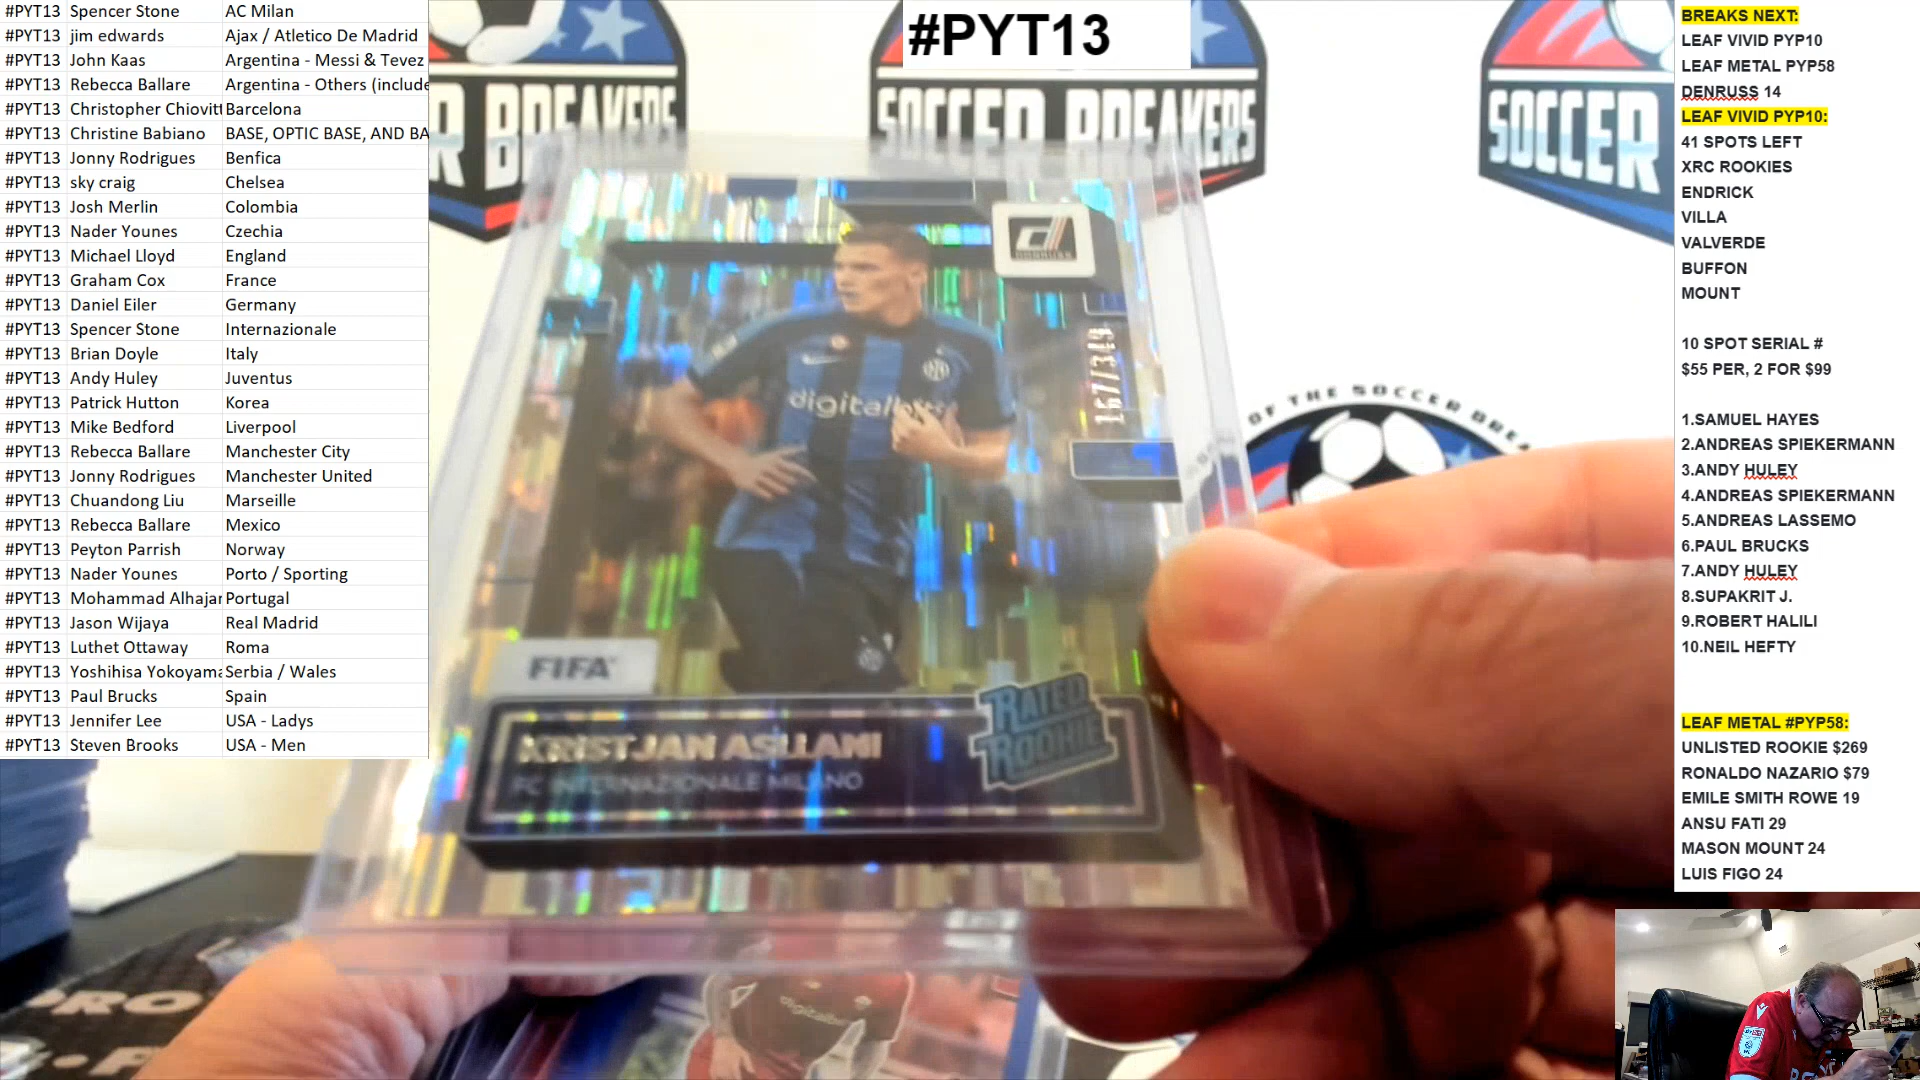 #PYT13 Spencer Stone AC Milan
#PYT13 jim edwards Ajax / Atletico De Madrid
#PYT13 John Kaas Argentina - Messi & Tevez
#PYT13 Rebecca Ballare Argentina - Others (include
#PYT13 Christopher Chiovitt Barcelona
#PYT13 Christine Babiano BASE, OPTIC BASE, AND BA
#PYT13 Jonny Rodrigues Benfica
#PYT13 sky craig Chelsea
#PYT13 Josh Merlin Colombia
#PYT13 Nader Younes Czechia
#PYT13 Michael Lloyd England
#PYT13 Graham Cox France
#PYT13 Daniel Eiler Germany
#PYT13 Spencer Stone Internazionale
#PYT13 Brian Doyle Italy
#PYT13 Andy Huley Juventus
#PYT13 Patrick Hutton Korea
#PYT13 Mike Bedford Liverpool
#PYT13 Rebecca Ballare Manchester City
#PYT13 Jonny Rodrigues Manchester United
#PYT13 Chuandong Liu Marseille
#PYT13 Rebecca Ballare Mexico
#PYT13 Peyton Parrish Norway
#PYT13 Nader Younes Porto / Sporting
#PYT13 Mohammad Alhajar Portugal
#PYT13 Jason Wijaya Real Madrid
#PYT13 Luthet Ottaway Roma
#PYT13 Yoshihisa Yokoyama Serbia / Wales
#PYT13 Paul Brucks Spain
#PYT13 Jennifer Lee USA - Ladys
#PYT13 Steven Brooks USA - Men
#PYT13
R BREAKERS
SOCCER BREAKERS
SOCCER
OF THE SOCCER BREA
DONRUSS
167/349
digitalbits
FIFA
RATED
ROOKIE
KRISTJAN ASLLANI
FC INTERNAZIONALE MILANO
digitalbi
PRO
BREAKS NEXT:
LEAF VIVID PYP10
LEAF METAL PYP58
DENRUSS 14
LEAF VIVID PYP10:
41 SPOTS LEFT
XRC ROOKIES
ENDRICK
VILLA
VALVERDE
BUFFON
MOUNT
10 SPOT SERIAL #
$55 PER, 2 FOR $99
1.SAMUEL HAYES
2.ANDREAS SPIEKERMANN
3.ANDY HULEY
4.ANDREAS SPIEKERMANN
5.ANDREAS LASSEMO
6.PAUL BRUCKS
7.ANDY HULEY
8.SUPAKRIT J.
9.ROBERT HALILI
10.NEIL HEFTY
LEAF METAL #PYP58:
UNLISTED ROOKIE $269
RONALDO NAZARIO $79
EMILE SMITH ROWE 19
ANSU FATI 29
MASON MOUNT 24
LUIS FIGO 24